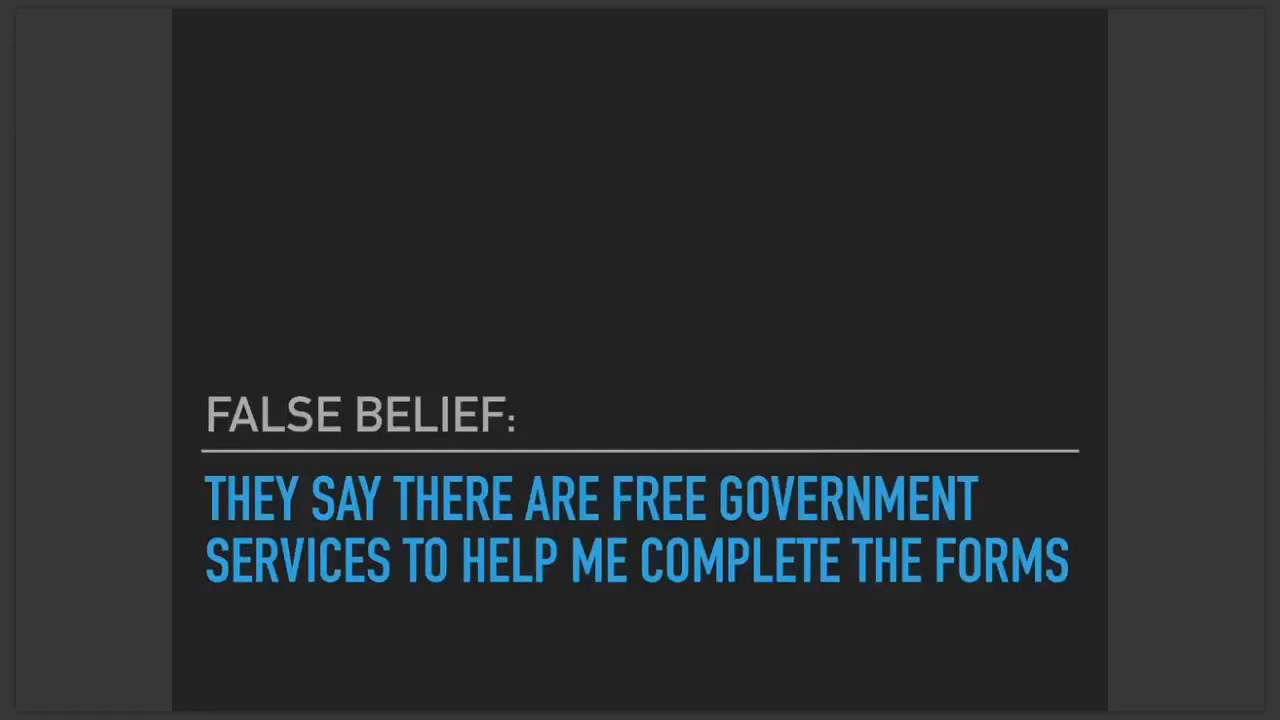 FALSE BELIEF:
THEY SAY THERE ARE FREE GOVERNMENT
SERVICES TO HELP ME COMPLETE THE FORMS